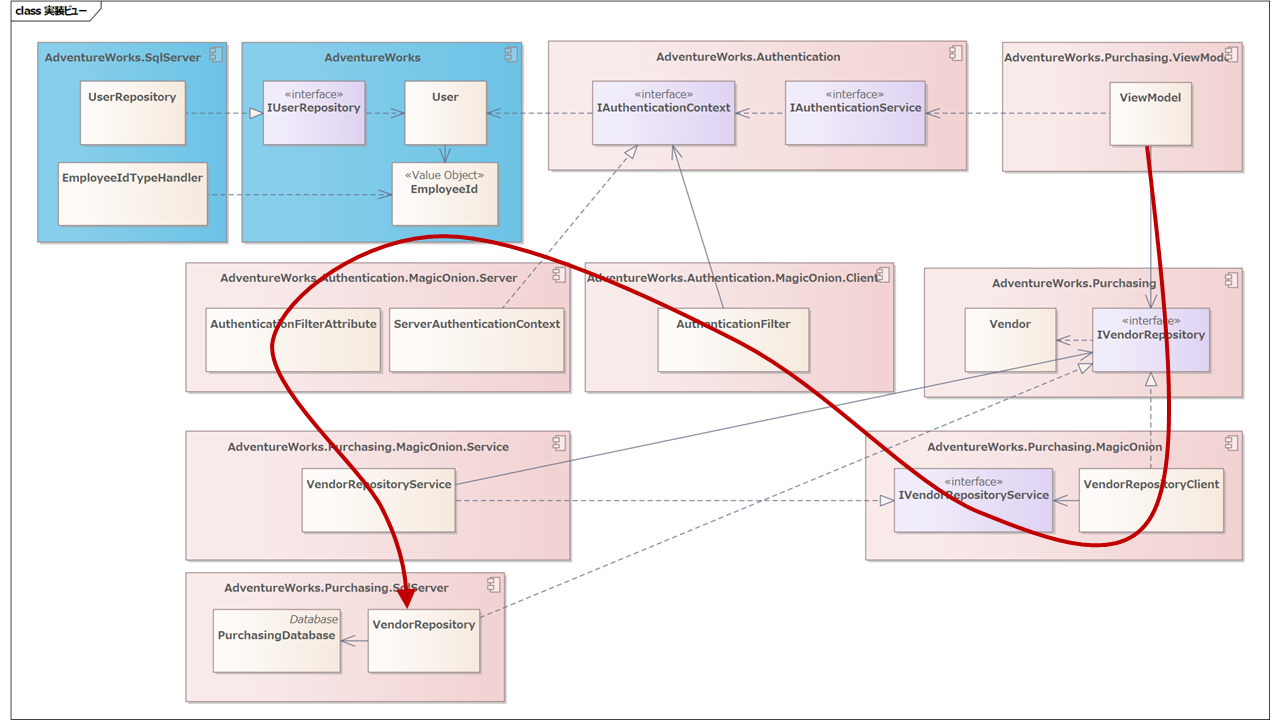 class 実装ビュー
AdventureWorks.SqlServer
UserRepository
EmployeeIdTypeHandler
AdventureWorks
«interface»
IUserRepository
User
«Value Object»
EmployeeId
AdventureWorks.Authentication
«interface»
IAuthenticationContext
«interface»
IAuthenticationService
AdventureWorks.Purchasing.ViewMode
ViewModel
AdventureWorks.Authentication.MagicOnion.Server
AuthenticationFilterAttribute
ServerAuthenticationContext
AdventureWorks.Authentication.MagicOnion.Client
AuthenticationFilter
AdventureWorks.Purchasing
Vendor
«interface»
IVendorRepository
AdventureWorks.Purchasing.MagicOnion.Service
VendorRepositoryService
AdventureWorks.Purchasing.MagicOnion
«interface»
IVendorRepositoryService
VendorRepositoryClient
AdventureWorks.Purchasing.SqlServer
Database
PurchasingDatabase
VendorRepository